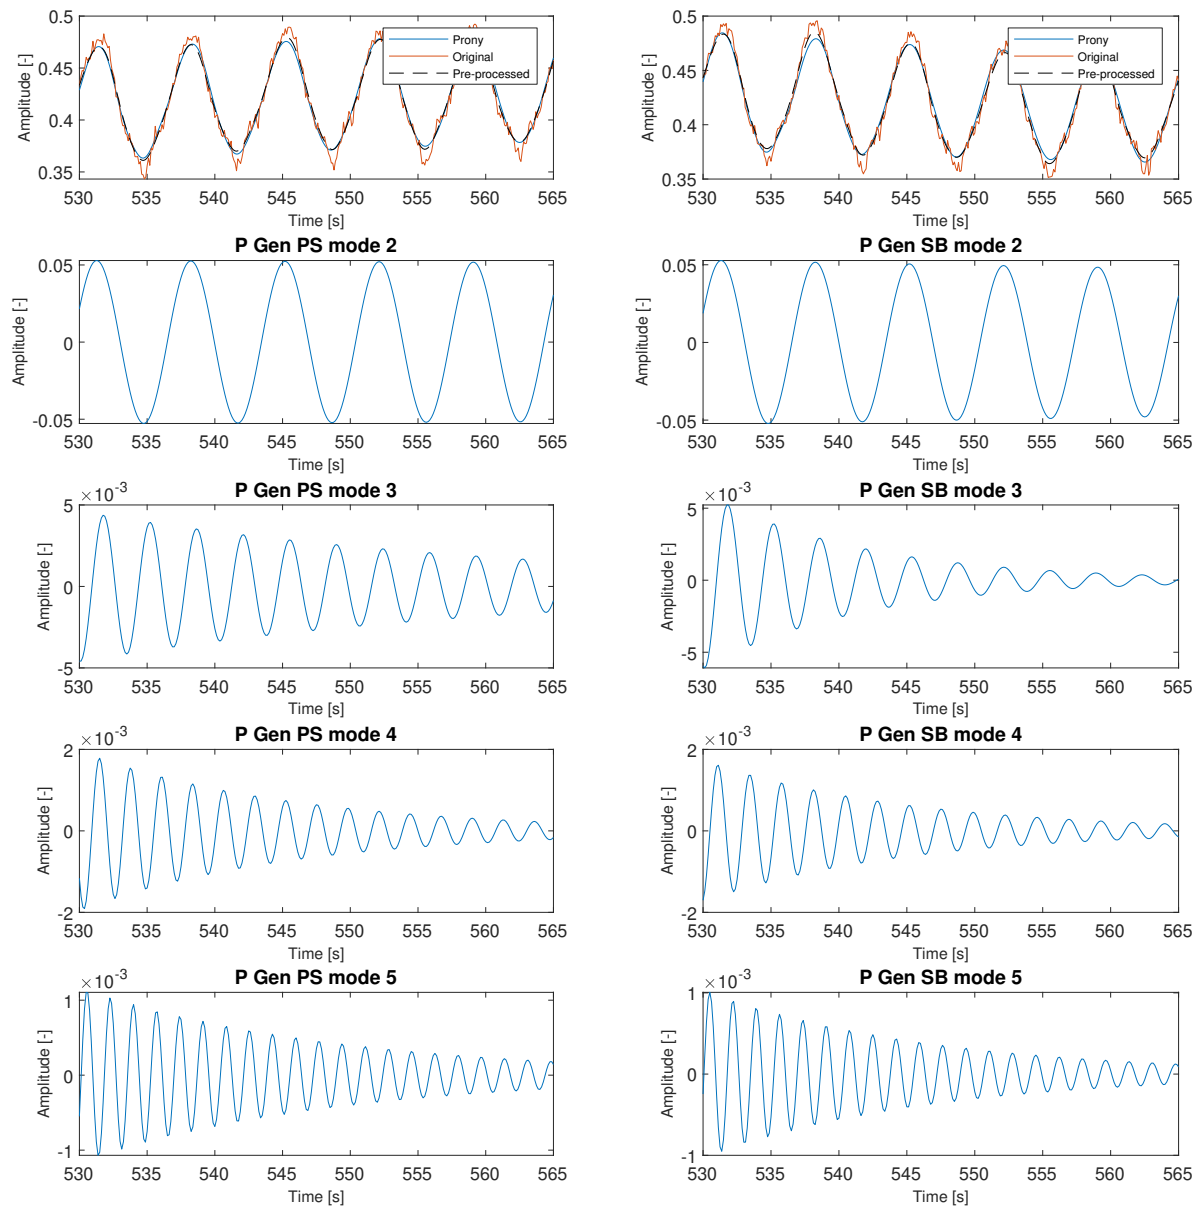 0.5
0.45
0.4
0.35
Amplitude [-]
Prony
Original
Pre-processed
530 535 540 545 550 555 560 565
Time [s]
0.5
0.45
0.4
0.35
Amplitude [-]
Prony
Original
Pre-processed
530 535 540 545 550 555 560 565
Time [s]
P Gen PS mode 2
0.05
0
-0.05
Amplitude [-]
530 535 540 545 550 555 560 565
Time [s]
P Gen SB mode 2
0.05
0
-0.05
Amplitude [-]
530 535 540 545 550 555 560 565
Time [s]
P Gen PS mode 3
×10⁻³
5
0
-5
Amplitude [-]
530 535 540 545 550 555 560 565
Time [s]
P Gen SB mode 3
×10⁻³
5
0
-5
Amplitude [-]
530 535 540 545 550 555 560 565
Time [s]
P Gen PS mode 4
×10⁻³
2
0
-2
Amplitude [-]
530 535 540 545 550 555 560 565
Time [s]
P Gen SB mode 4
×10⁻³
2
0
-2
Amplitude [-]
530 535 540 545 550 555 560 565
Time [s]
P Gen PS mode 5
×10⁻³
1
0
-1
Amplitude [-]
530 535 540 545 550 555 560 565
Time [s]
P Gen SB mode 5
×10⁻³
1
0
-1
Amplitude [-]
530 535 540 545 550 555 560 565
Time [s]